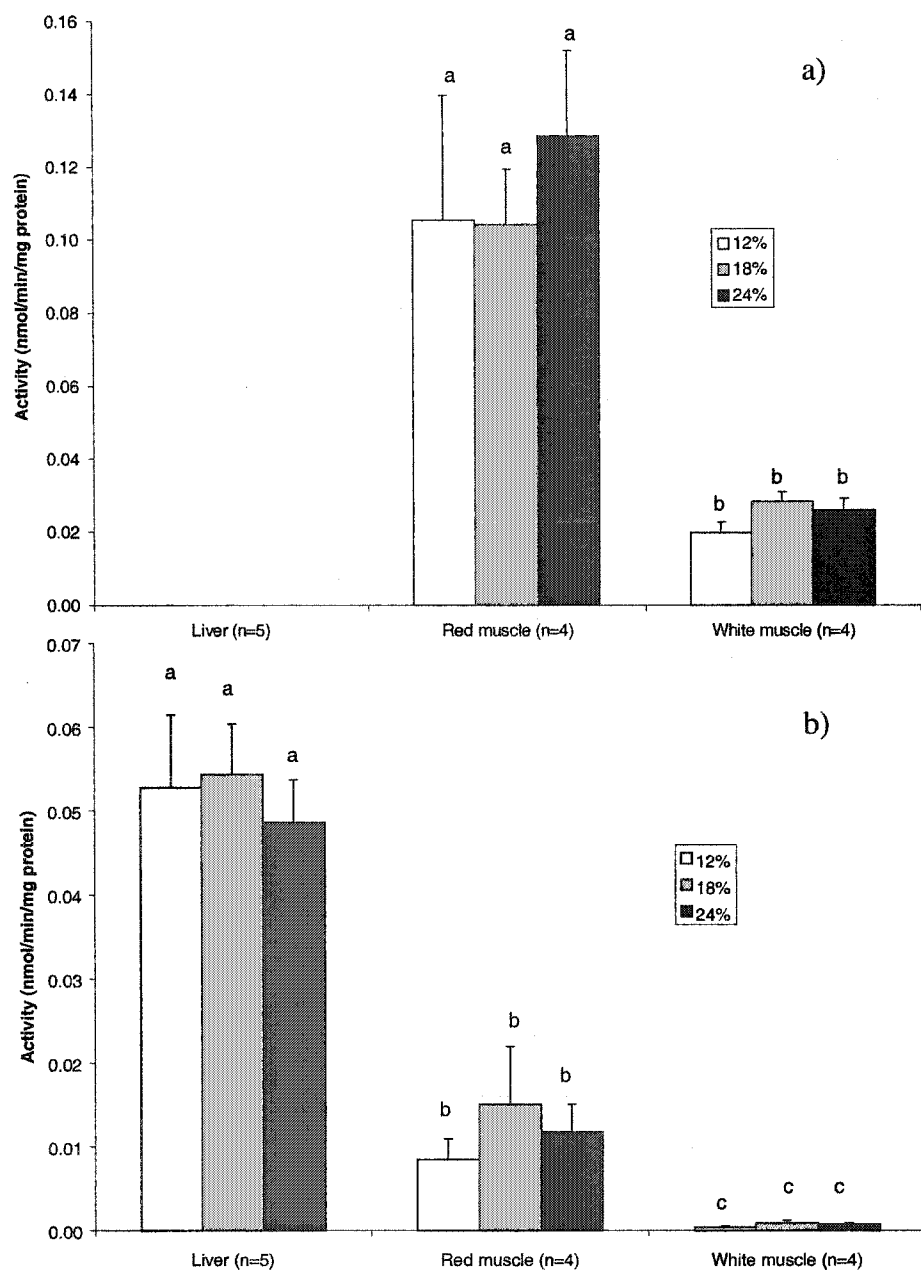 a)
Activity (nmol/min/mg protein)
0.16
0.14
0.12
0.10
0.08
0.06
0.04
0.02
0.00
a
a
a
b
b
b
12%
18%
24%
Liver (n=5)
Red muscle (n=4)
White muscle (n=4)
b)
Activity (nmol/min/mg protein)
0.07
0.06
0.05
0.04
0.03
0.02
0.01
0.00
a
a
a
b
b
b
c
c
c
12%
18%
24%
Liver (n=5)
Red muscle (n=4)
White muscle (n=4)